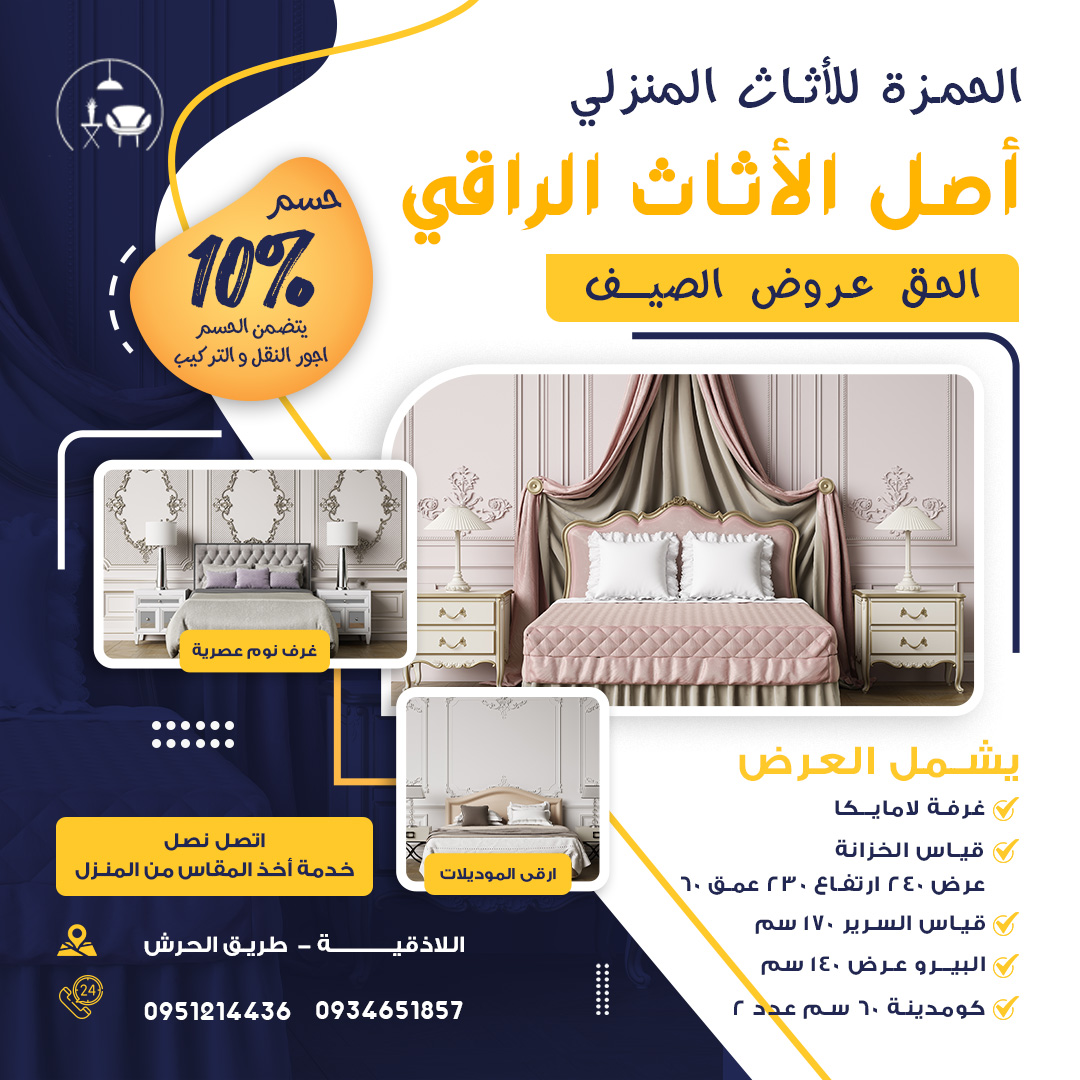 الحمزة للأثاث المنزلي
أصل الأثاث الراقي
الحق عروض الصيف
حسم
10%
يتضمن الحسم
اجور النقل والتركيب
غرف نوم عصرية
ارقى الموديلات
يشمل العرض
غرفة لامايكا
قياس الخزانة
عرض ٢٤٠ ارتفاع ٢٣٠ عمق ٦٠
قياس السرير ١٧٠ سم
البيرو عرض ١٤٠ سم
كومدينة ٦٠ سم عدد ٢
اتصل نصل
خدمة أخذ المقاس من المنزل
اللاذقية - طريق الحرش
24
0951214436 0934651857